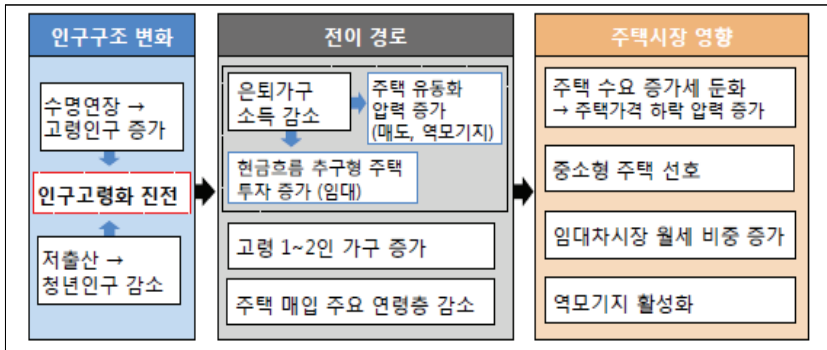 인구구조 변화
수명연장 →
고령인구 증가
인구고령화 진전
저출산 →
청년인구 감소
전이 경로
은퇴가구
소득 감소
주택 유동화
압력 증가
(매도, 역모기지)
현금흐름 추구형 주택
투자 증가 (임대)
고령 1~2인 가구 증가
주택 매입 주요 연령층 감소
주택시장 영향
주택 수요 증가세 둔화
→ 주택가격 하락 압력 증가
중소형 주택 선호
임대차시장 월세 비중 증가
역모기지 활성화